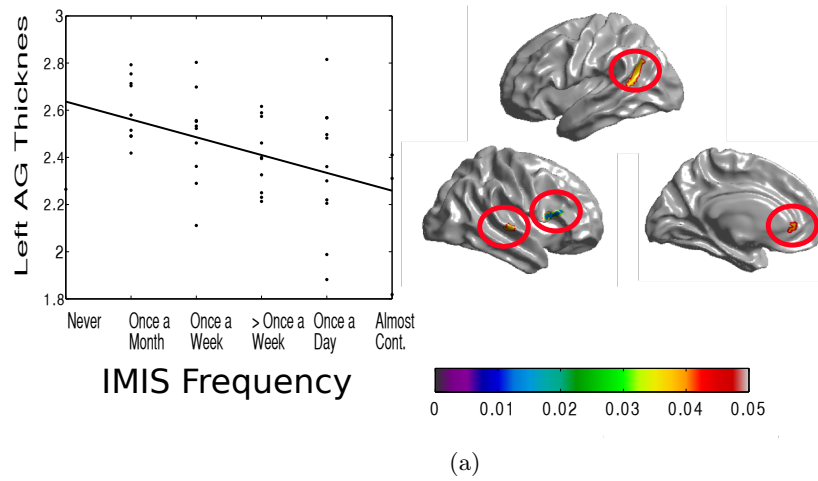 3
2.8
2.6
2.4
2.2
2
1.8
Left AG Thicknes
Never
Once a
Month
Once a
Week
> Once a
Week
Once a
Day
Almost
Cont.
IMIS Frequency
0 0.01 0.02 0.03 0.04 0.05
(a)